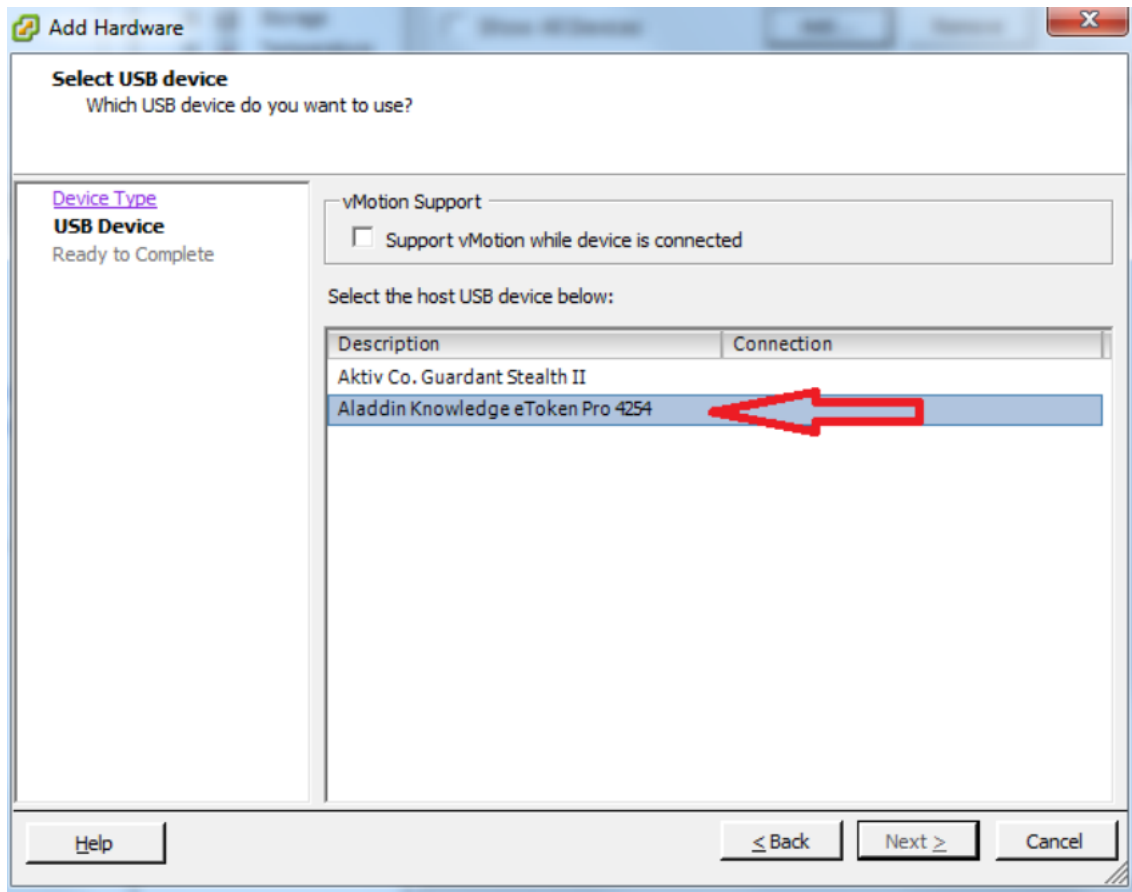 Add Hardware
Select USB device
Which USB device do you want to use?
Device Type
USB Device
Ready to Complete
vMotion Support
Support vMotion while device is connected
Select the host USB device below:
Description Connection
Aktiv Co. Guardant Stealth II
Aladdin Knowledge eToken Pro 4254
Help < Back Next > Cancel